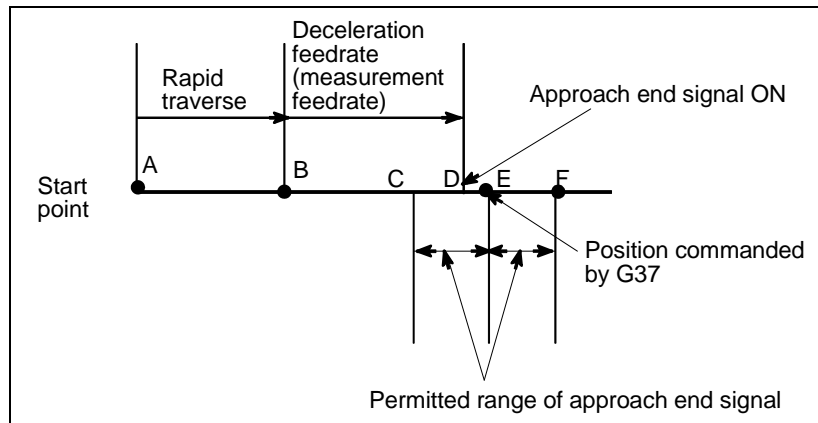 Deceleration
feedrate
(measurement
feedrate)
Rapid
traverse
Approach end signal ON
A
B
C
D
E
F
Start
point
Position commanded
by G37
Permitted range of approach end signal